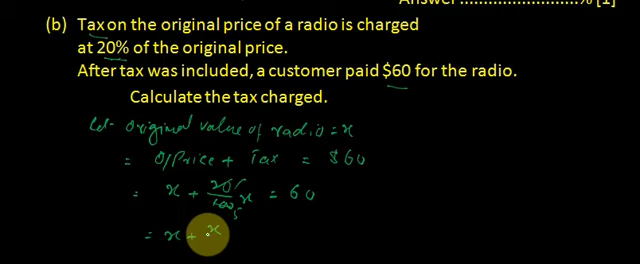 Answer............................% [1]
(b) Tax on the original price of a radio is charged
at 20% of the original price.
After tax was included, a customer paid $60 for the radio.
Calculate the tax charged.
let original value of radio = x
= O/Price + Tax = $60
= x + 20/100 x = 60
= x + x